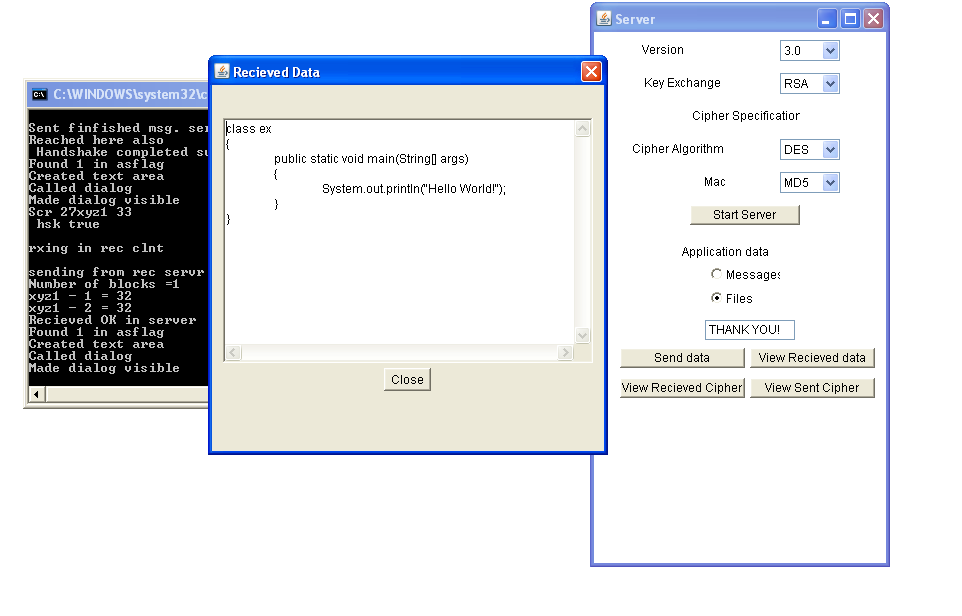 C:\WINDOWS\system32\c
Sent finfished msg. ser
Reached here also
Handshake completed su
Found 1 in asflag
Created text area
Called dialog
Made dialog visible
Scr 27xyz1 33
hsk true
rxing in rec clnt
sending from rec servr
Number of blocks =1
xyz1 - 1 = 32
xyz1 - 2 = 32
Recieved OK in server
Found 1 in asflag
Created text area
Called dialog
Made dialog visible
Recieved Data
class ex
{
public static void main(String[] args)
{
System.out.println("Hello World!");
}
}
Close
Server
Version 3.0
Key Exchange RSA
Cipher Specification
Cipher Algorithm DES
Mac MD5
Start Server
Application data
Messages
Files
THANK YOU!
Send data View Recieved data
View Recieved Cipher View Sent Cipher